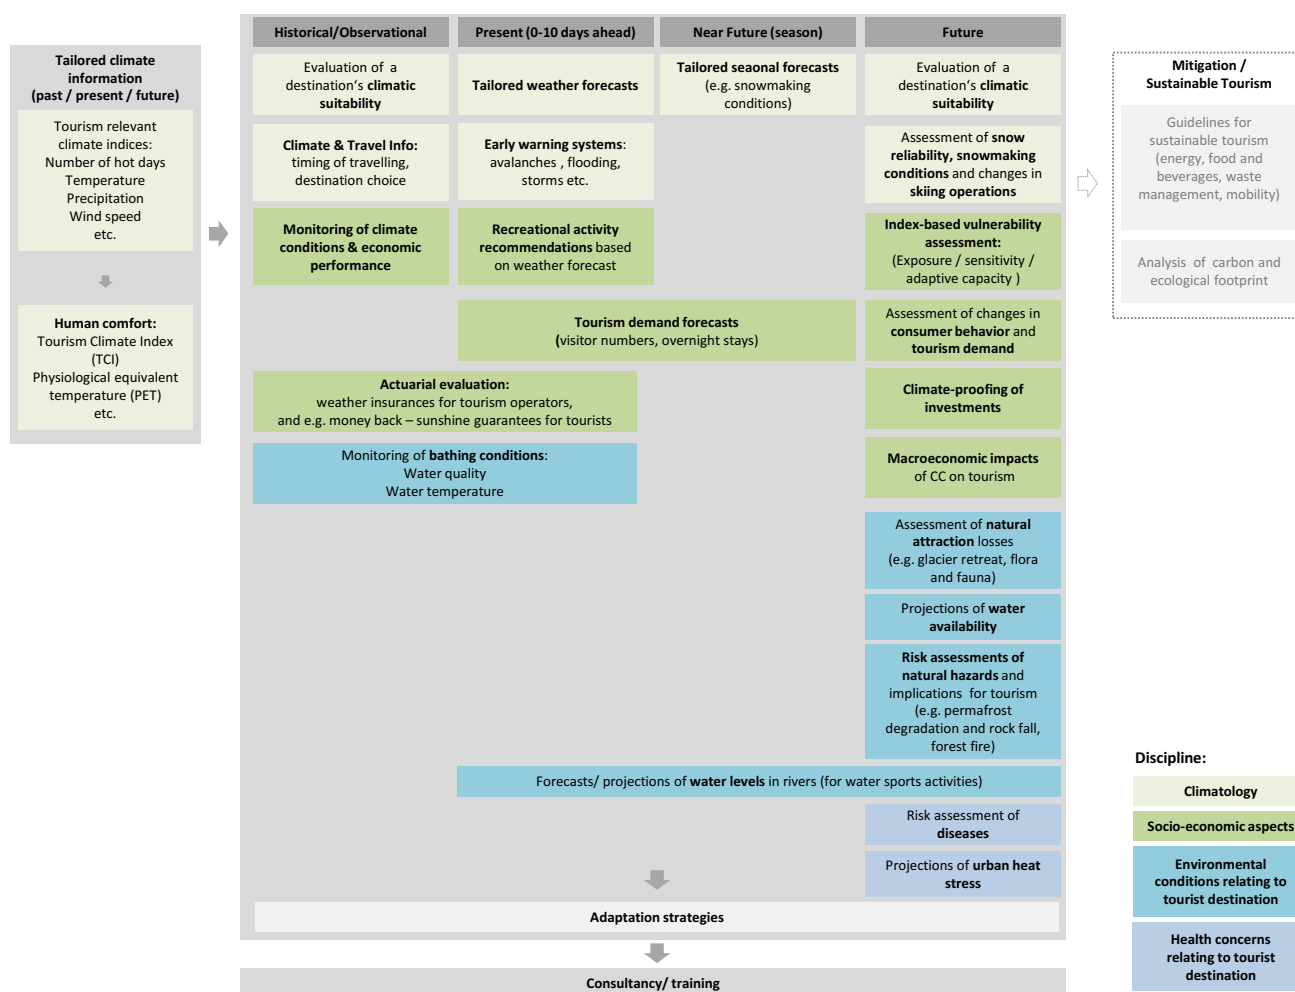 Tailored climate
information
(past / present / future)
Tourism relevant
climate indices:
Number of hot days
Temperature
Precipitation
Wind speed
etc.
Human comfort:
Tourism Climate Index
(TCI)
Physiological equivalent
temperature (PET)
etc.
Historical/Observational
Present (0-10 days ahead)
Near Future (season)
Future
Evaluation of a
destination‘s climatic
suitability
Tailored weather forecasts
Tailored seaonal forecasts
(e.g. snowmaking
conditions)
Evaluation of a
destination‘s climatic
suitability
Climate & Travel Info:
timing of travelling,
destination choice
Early warning systems:
avalanches , flooding,
storms etc.
Assessment of snow
reliability, snowmaking
conditions and changes in
skiing operations
Monitoring of climate
conditions & economic
performance
Recreational activity
recommendations based
on weather forecast
Index-based vulnerability
assessment:
(Exposure / sensitivity /
adaptive capacity )
Tourism demand forecasts
(visitor numbers, overnight stays)
Assessment of changes in
consumer behavior and
tourism demand
Actuarial evaluation:
weather insurances for tourism operators,
and e.g. money back – sunshine guarantees for tourists
Climate-proofing of
investments
Monitoring of bathing conditions:
Water quality
Water temperature
Macroeconomic impacts
of CC on tourism
Assessment of natural
attraction losses
(e.g. glacier retreat, flora
and fauna)
Projections of water
availability
Risk assessments of
natural hazards and
implications for tourism
(e.g. permafrost
degradation and rock fall,
forest fire)
Forecasts/ projections of water levels in rivers (for water sports activities)
Risk assessment of
diseases
Projections of urban heat
stress
Adaptation strategies
Consultancy/ training
Mitigation /
Sustainable Tourism
Guidelines for
sustainable tourism
(energy, food and
beverages, waste
management, mobility)
Analysis of carbon and
ecological footprint
Discipline:
Climatology
Socio-economic aspects
Environmental
conditions relating to
tourist destination
Health concerns
relating to tourist
destination